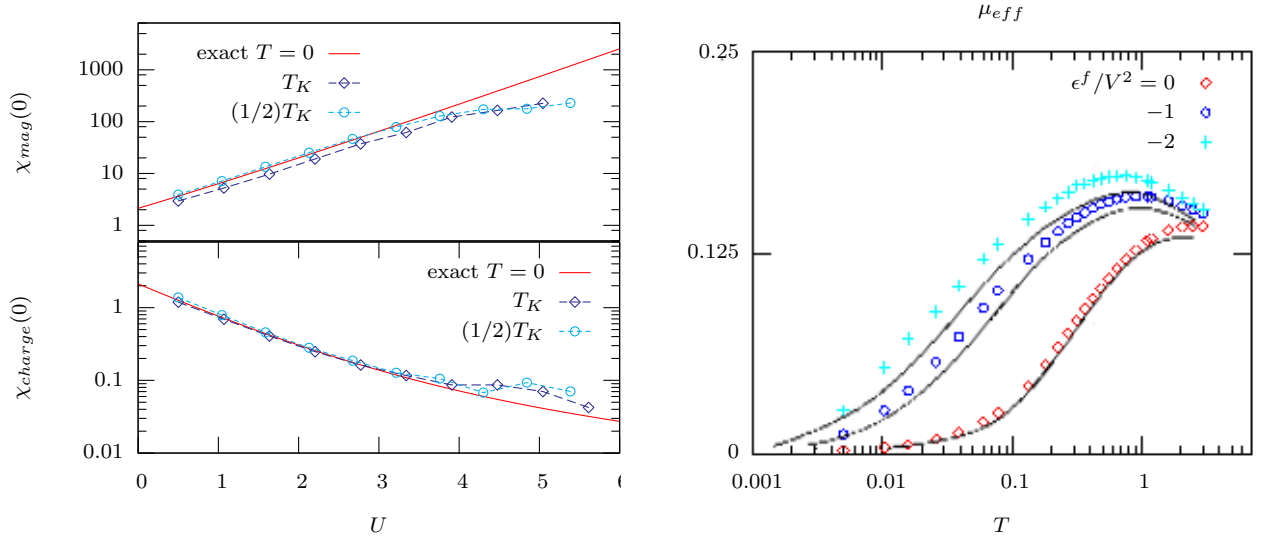 1000
100
10
1
χmag(0)
exact T = 0
TK
(1/2)TK
1
0.1
0.01
χcharge(0)
exact T = 0
TK
(1/2)TK
0 1 2 3 4 5
U
μeff
0.25
0.125
0
ϵf/V2 = 0
−1
−2
0.001 0.01 0.1 1
T